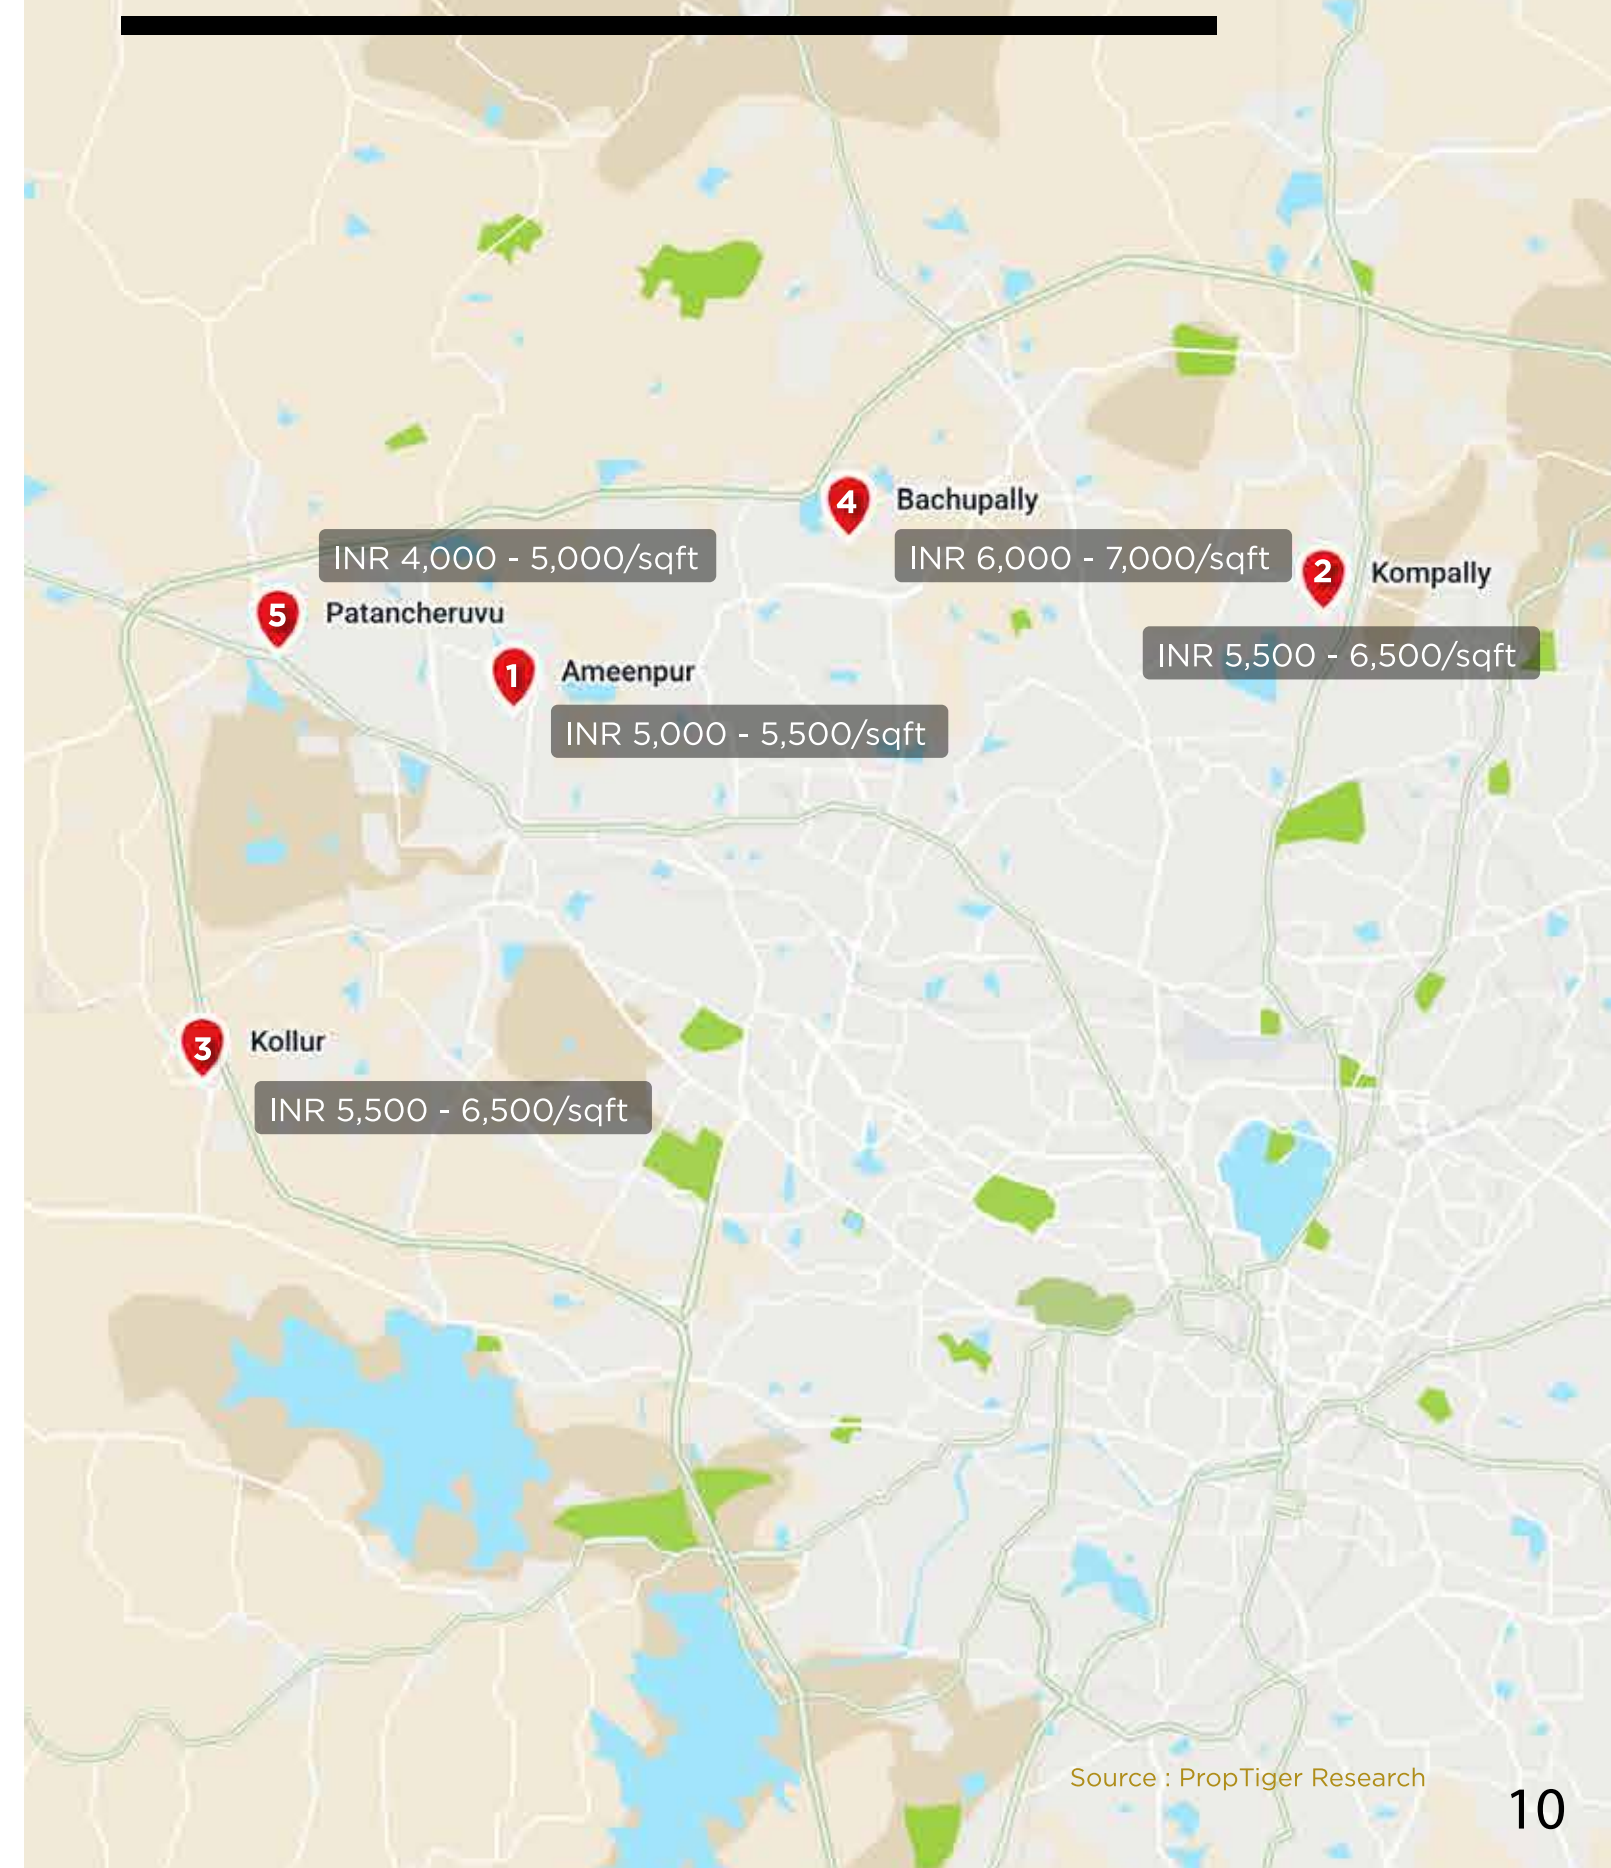 4
Bachupally
INR 4,000 - 5,000/sqft
INR 6,000 - 7,000/sqft
2
Kompally
5
Patancheruvu
1
Ameenpur
INR 5,500 - 6,500/sqft
INR 5,000 - 5,500/sqft
3
Kollur
INR 5,500 - 6,500/sqft
Source : PropTiger Research
10